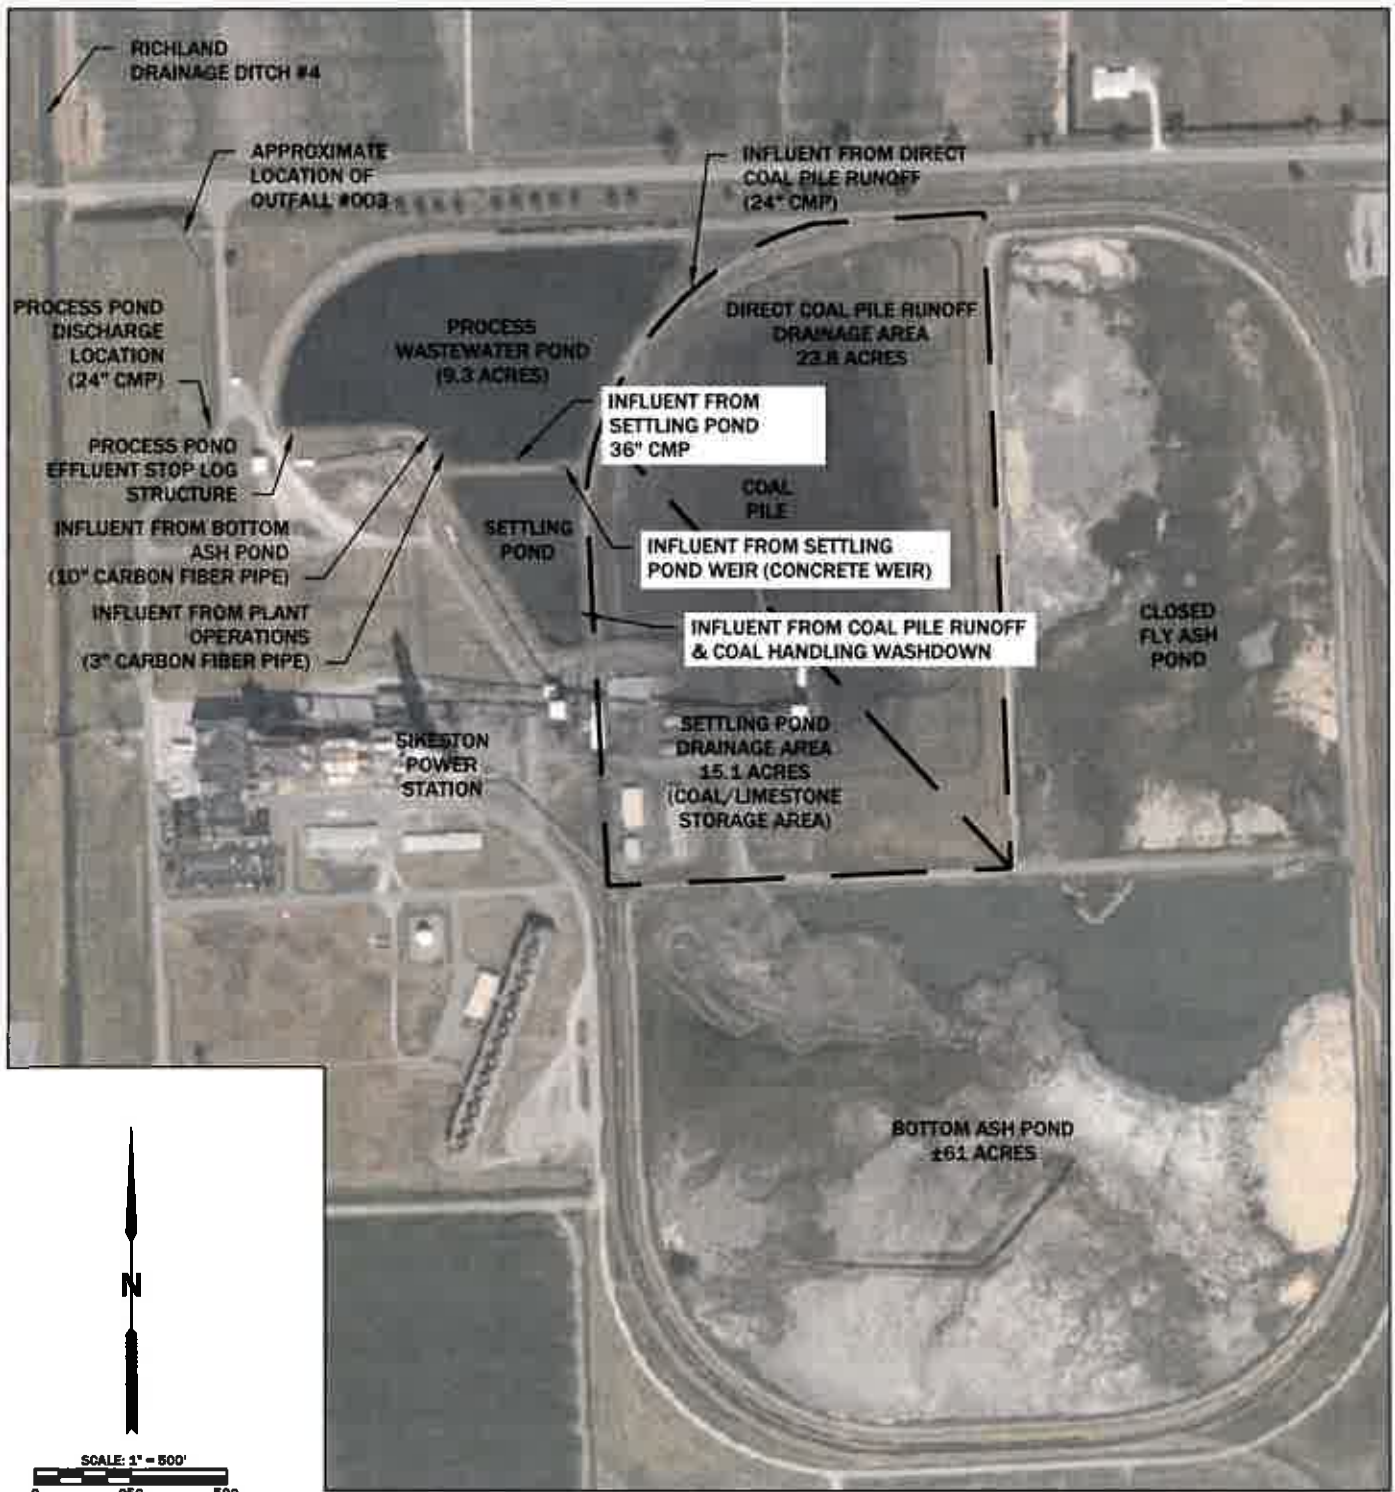 RICHLAND
DRAINAGE DITCH #4
APPROXIMATE
LOCATION OF
OUTFALL #003
INFLUENT FROM DIRECT
COAL PILE RUNOFF
(24" CMP)
PROCESS POND
DISCHARGE
LOCATION
(24" CMP)
PROCESS
WASTEWATER POND
(9.3 ACRES)
DIRECT COAL PILE RUNOFF
DRAINAGE AREA
23.8 ACRES
INFLUENT FROM
SETTLING POND
36" CMP
PROCESS POND
EFFLUENT STOP LOG
STRUCTURE
COAL
PILE
INFLUENT FROM BOTTOM
ASH POND
(10" CARBON FIBER PIPE)
SETTLING
POND
INFLUENT FROM SETTLING
POND WEIR (CONCRETE WEIR)
INFLUENT FROM PLANT
OPERATIONS
(3" CARBON FIBER PIPE)
INFLUENT FROM COAL PILE RUNOFF
& COAL HANDLING WASHDOWN
CLOSED
FLY ASH
POND
SIKESTON
POWER
STATION
SETTLING POND
DRAINAGE AREA
15.1 ACRES
(COAL/LIMESTONE
STORAGE AREA)
BOTTOM ASH POND
±61 ACRES
N
SCALE: 1" = 500'
0 250 500